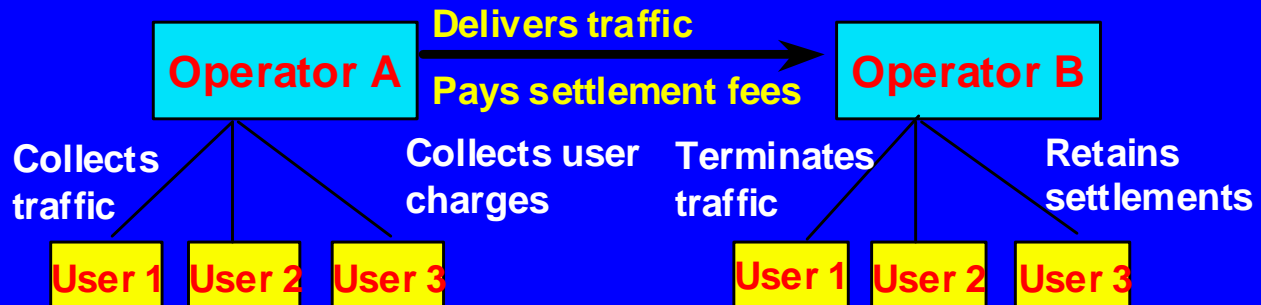 Delivers traffic
Operator A
Operator B
Pays settlement fees
Collects
traffic
Collects user
charges
Terminates
traffic
Retains
settlements
User 1
User 2
User 3
User 1
User 2
User 3